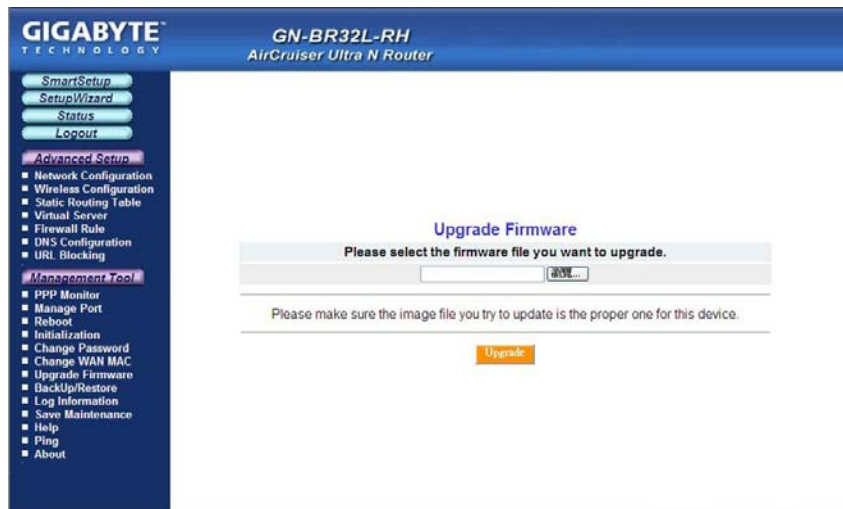 GIGABYTE™
TECHNOLOGY
GN-BR32L-RH
AirCruiser Ultra N Router
SmartSetup
SetupWizard
Status
Logout
Advanced Setup
Network Configuration
Wireless Configuration
Static Routing Table
Virtual Server
Firewall Rule
DNS Configuration
URL Blocking
Management Tool
PPP Monitor
Manage Port
Reboot
Initialization
Change Password
Change WAN MAC
Upgrade Firmware
BackUp/Restore
Log Information
Save Maintenance
Help
Ping
About
Upgrade Firmware
Please select the firmware file you want to upgrade.
Please make sure the image file you try to update is the proper one for this device.
Upgrade